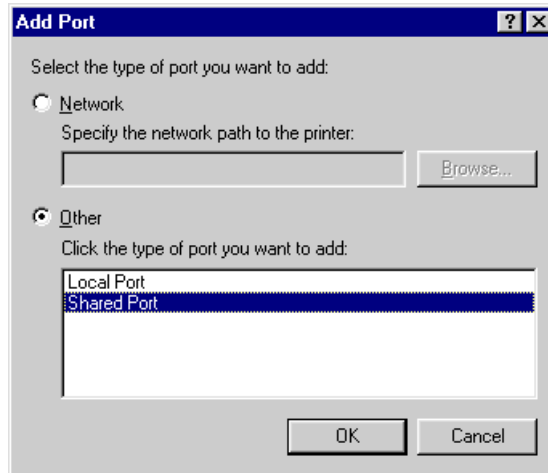 Add Port
Select the type of port you want to add:
Network
Specify the network path to the printer:
Browse...
Other
Click the type of port you want to add:
Local Port
Shared Port
OK Cancel